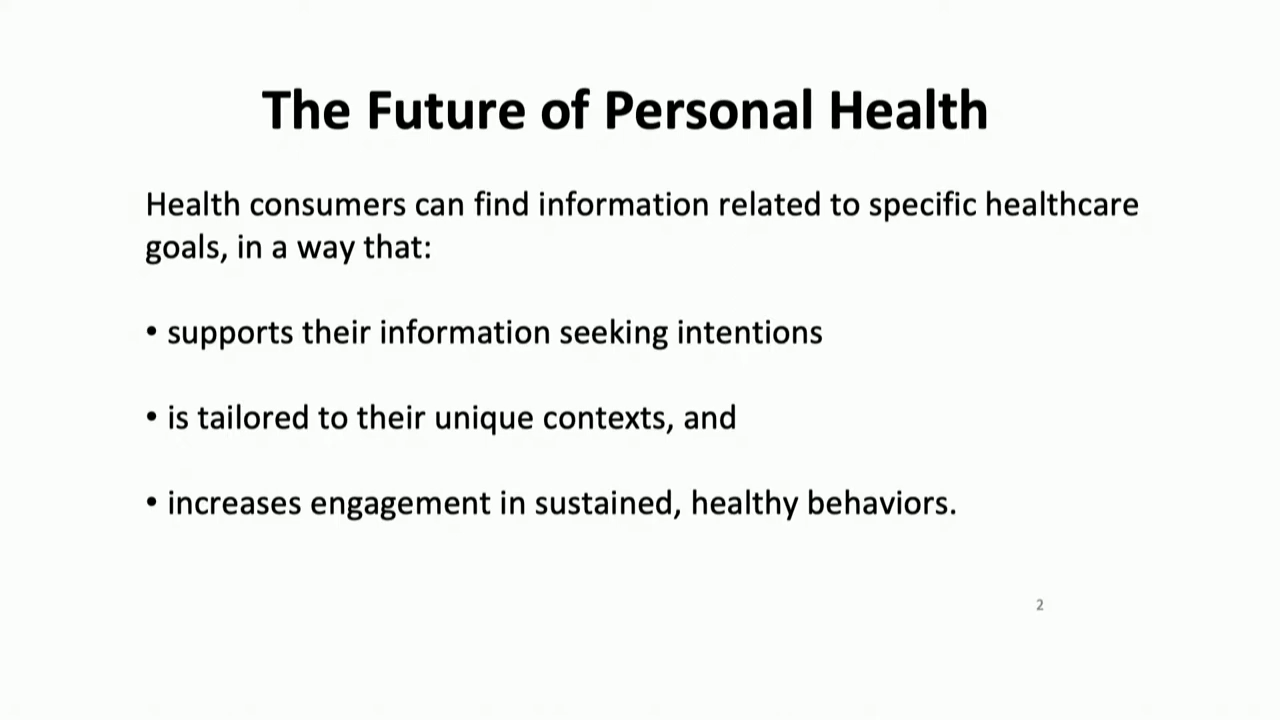 The Future of Personal Health
Health consumers can find information related to specific healthcare
goals, in a way that:
• supports their information seeking intentions
• is tailored to their unique contexts, and
• increases engagement in sustained, healthy behaviors.
2